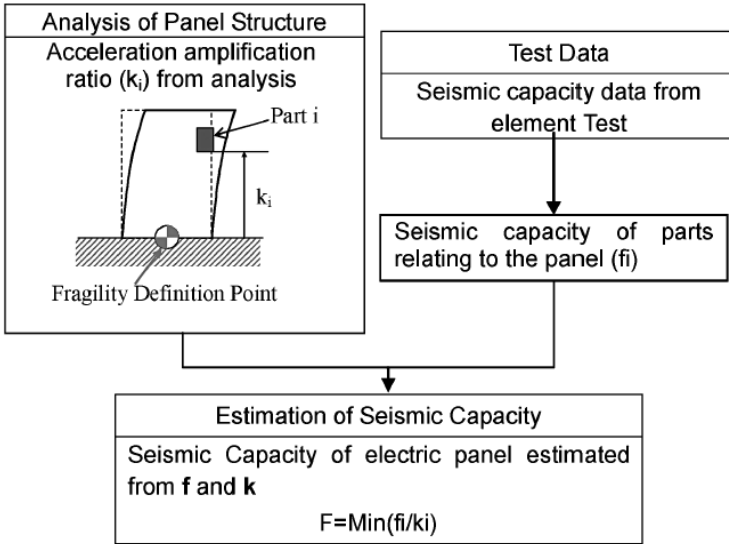 Analysis of Panel Structure
Acceleration amplification
ratio (kᵢ) from analysis
Part i
kᵢ
Fragility Definition Point
Test Data
Seismic capacity data from
element Test
Seismic capacity of parts
relating to the panel (fi)
Estimation of Seismic Capacity
Seismic Capacity of electric panel estimated
from f and k
F=Min(fi/ki)